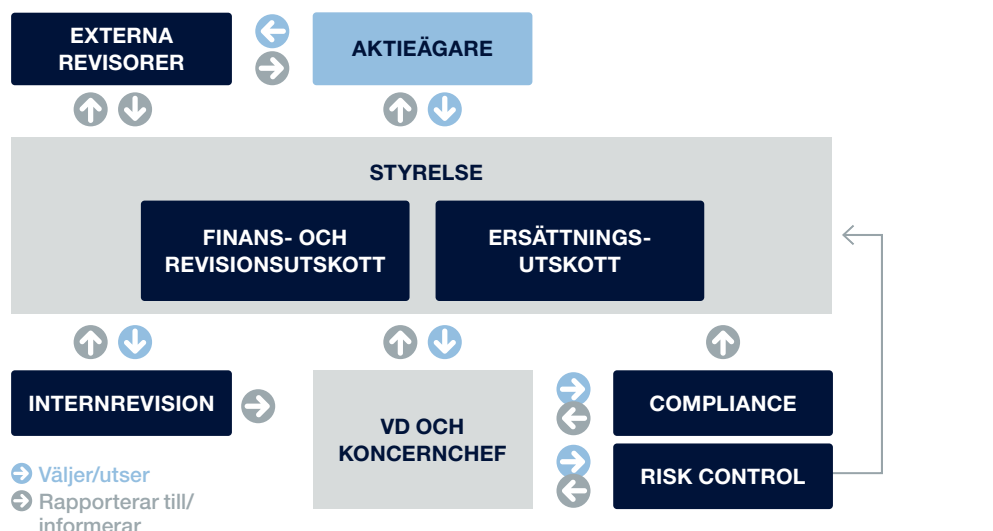 EXTERNA
REVISORER
AKTIEÄGARE
STYRELSE
FINANS- OCH
REVISIONSUTSKOTT
ERSÄTTNINGS-
UTSKOTT
INTERNREVISION
VD OCH
KONCERNCHEF
COMPLIANCE
RISK CONTROL
Väljer/utser
Rapporterar till/
informerar